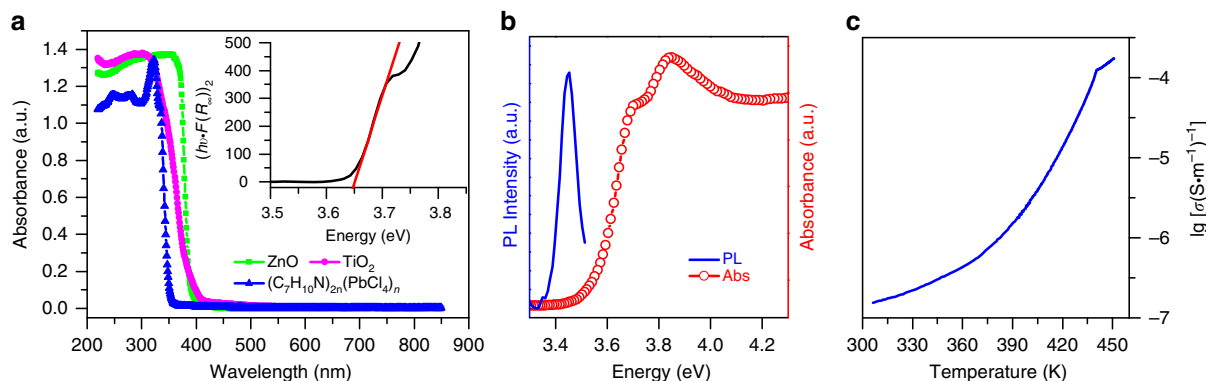 a
Absorbance (a.u.)
1.4
1.2
1.0
0.8
0.6
0.4
0.2
0.0
500
400
300
200
100
0
(hυ•F(R∞))2
3.5 3.6 3.7 3.8
Energy (eV)
ZnO TiO2
(C7H10N)2n(PbCl4)n
200 300 400 500 600 700 800 900
Wavelength (nm)
b
PL Intensity (a.u.)
Absorbance (a.u.)
PL
Abs
3.4 3.6 3.8 4.0 4.2
Energy (eV)
c
−4
−5
−6
−7
lg [σ(S•m−1)−1)
300 330 360 390 420 450
Temperature (K)